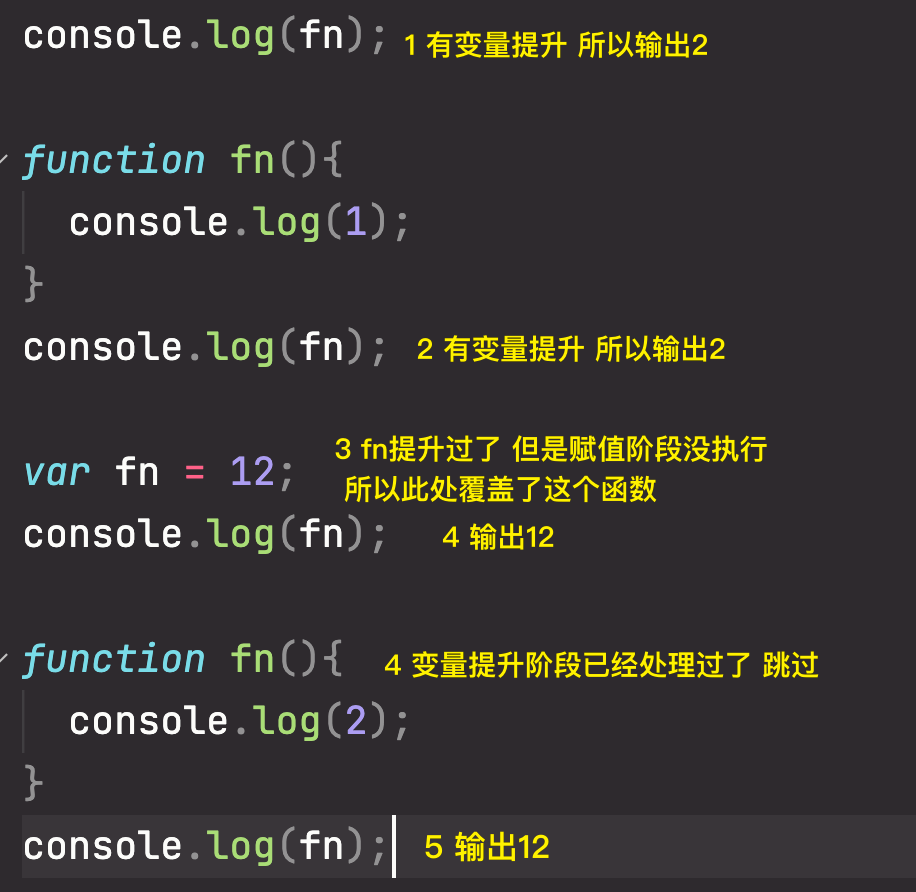 console.log(fn); 1 有变量提升 所以输出2
function fn(){
console.log(1);
}
console.log(fn); 2 有变量提升 所以输出2
3 fn提升过了 但是赋值阶段没执行
var fn = 12;
所以此处覆盖了这个函数
console.log(fn); 4 输出12
function fn(){ 4 变量提升阶段已经处理过了 跳过
console.log(2);
}
console.log(fn); 5 输出12